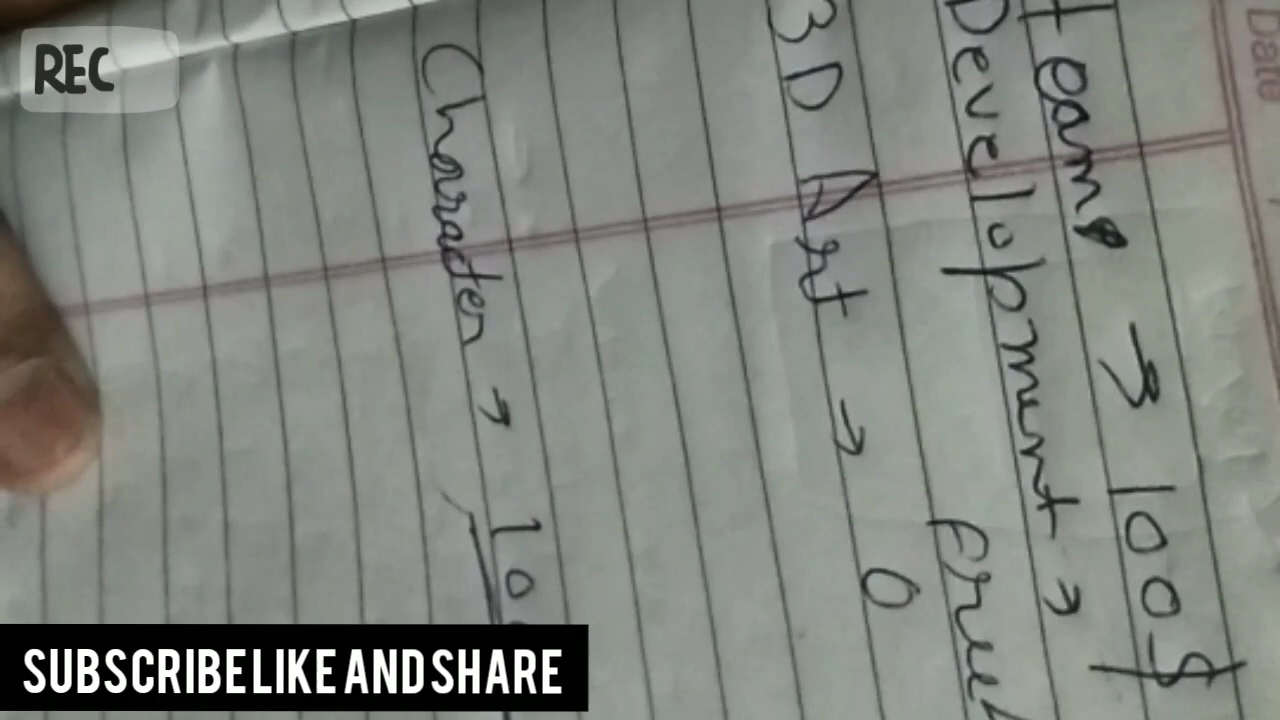 REC
Date
team → 100$
Development → free
3D Art → 0
Character → 10
SUBSCRIBE LIKE AND SHARE